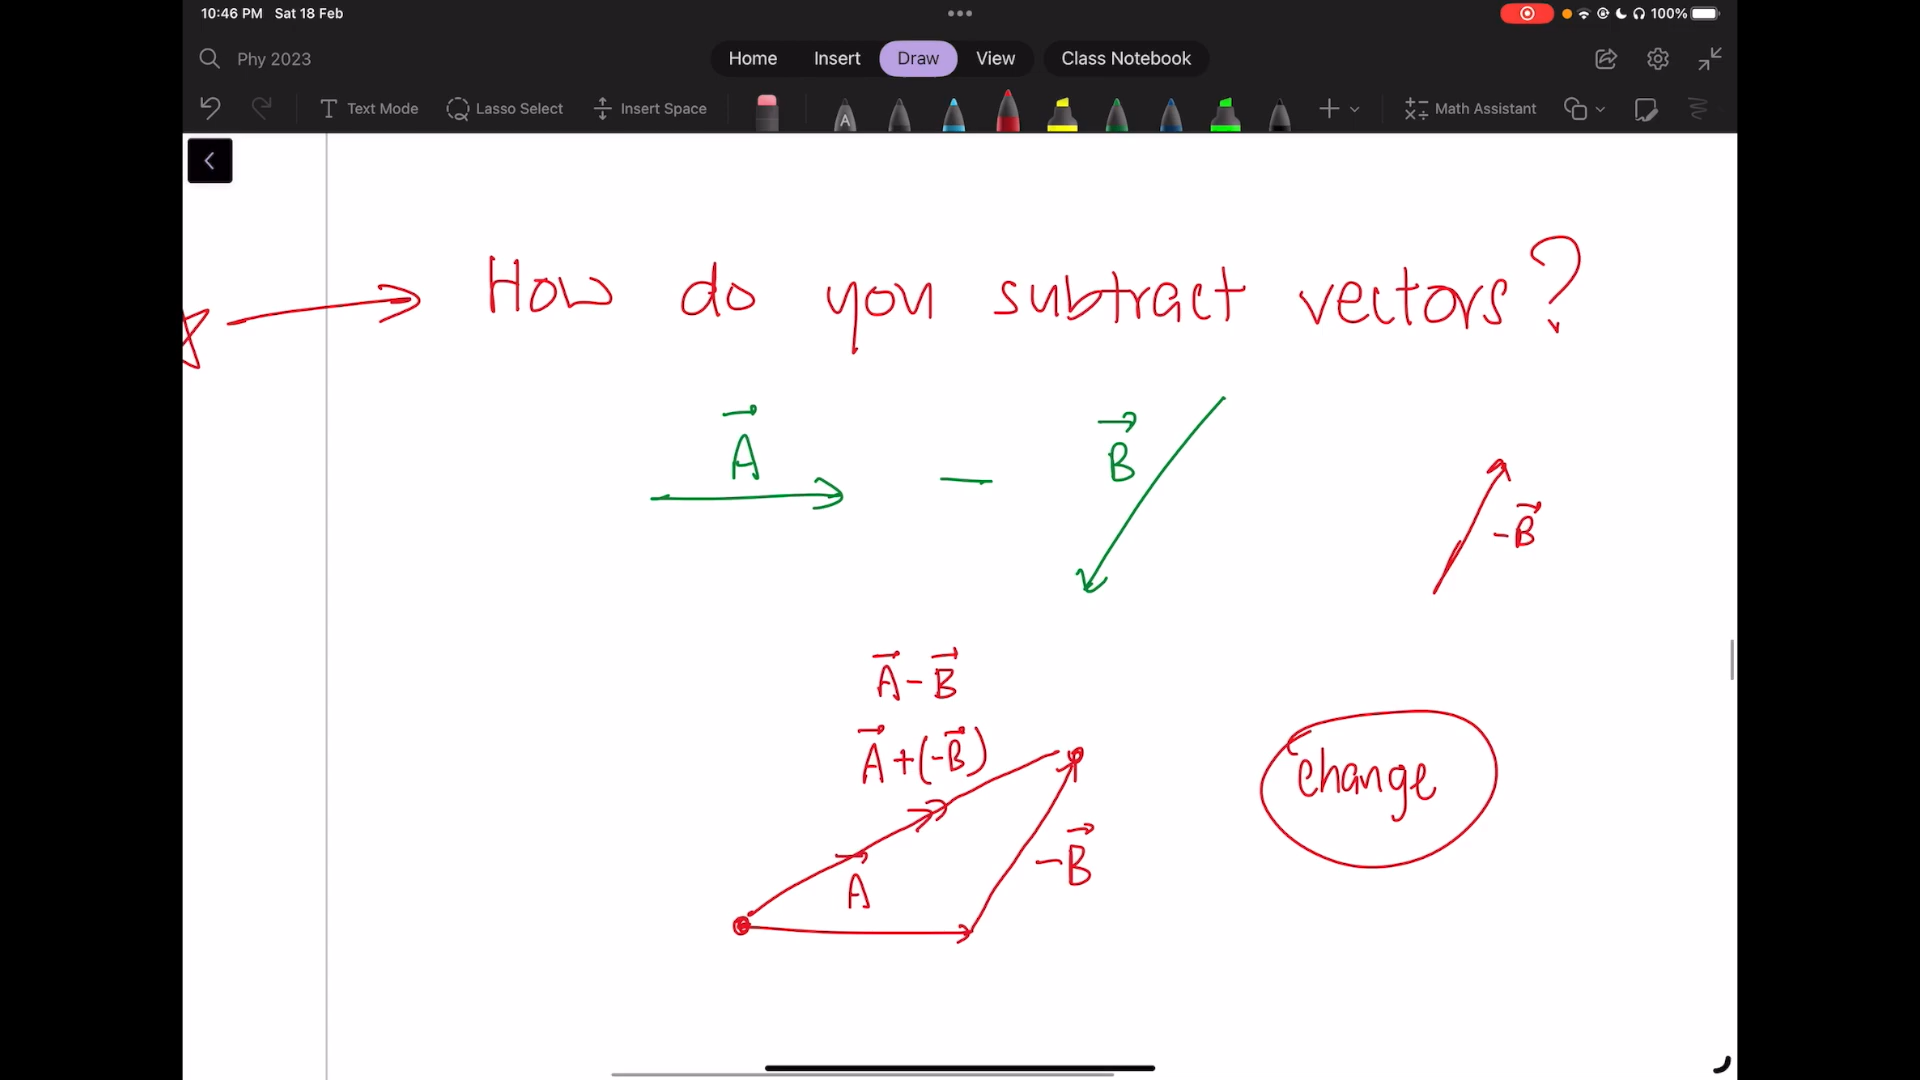 10:46 PM Sat 18 Feb
100%
Phy 2023
Home Insert Draw View Class Notebook
Text Mode Lasso Select Insert Space A Math Assistant
How do you subtract vectors?
A⃗ − B⃗
-B⃗
A⃗ - B⃗
A⃗ + (-B⃗)
change
-B⃗
A⃗